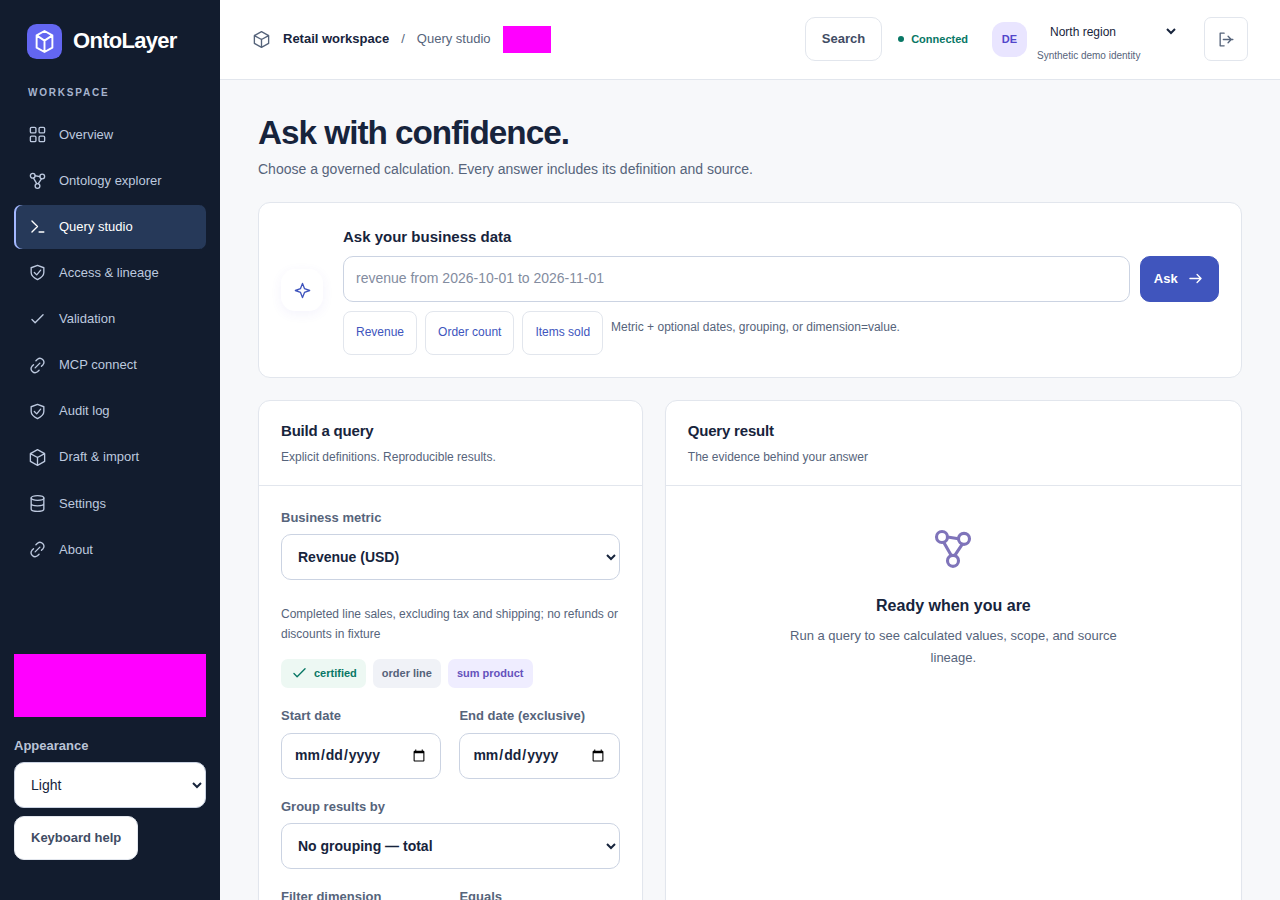 OntoLayer
WORKSPACE
Overview
Ontology explorer
Query studio
Access & lineage
Validation
MCP connect
Audit log
Draft & import
Settings
About
Appearance
Light
Keyboard help
Retail workspace / Query studio
Search
Connected
DE
North region
Synthetic demo identity
Ask with confidence.
Choose a governed calculation. Every answer includes its definition and source.
Ask your business data
revenue from 2026-10-01 to 2026-11-01
Ask
Revenue
Order count
Items sold
Metric + optional dates, grouping, or dimension=value.
Build a query
Explicit definitions. Reproducible results.
Business metric
Revenue (USD)
Completed line sales, excluding tax and shipping; no refunds or
discounts in fixture
certified
order line
sum product
Start date
End date (exclusive)
mm/dd/yyyy
mm/dd/yyyy
Group results by
No grouping — total
Filter dimension
Equals
Query result
The evidence behind your answer
Ready when you are
Run a query to see calculated values, scope, and source
lineage.